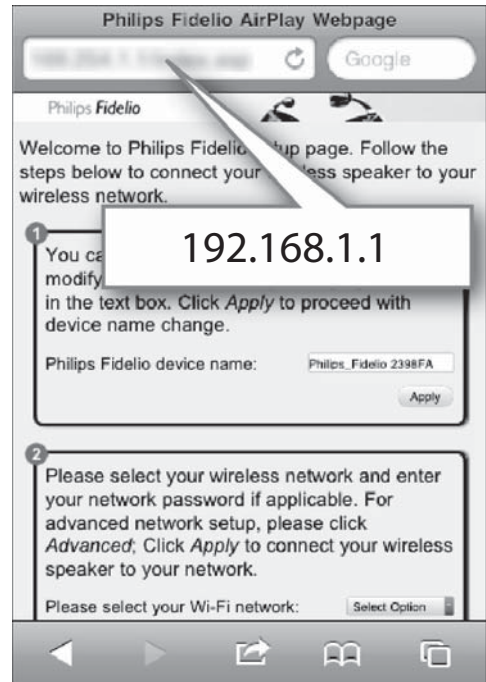 Philips Fidelio AirPlay Webpage
Google
Philips Fidelio
Welcome to Philips Fidelio up page. Follow the
steps below to connect your less speaker to your
wireless network.
192.168.1.1
1
You ca
modify
in the text box. Click Apply to proceed with
device name change.
Philips Fidelio device name: Philips_Fidelio 2398FA
Apply
2
Please select your wireless network and enter
your network password if applicable. For
advanced network setup, please click
Advanced; Click Apply to connect your wireless
speaker to your network.
Please select your Wi-Fi network: Select Option